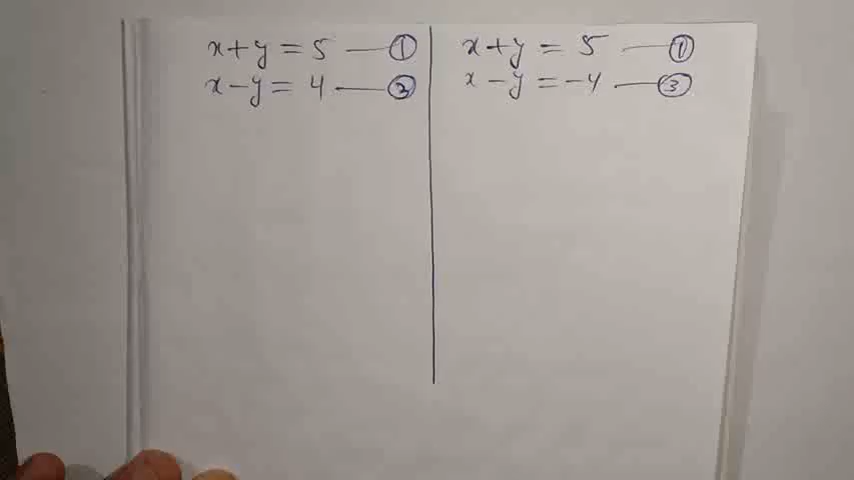 x+y = 5 — ①
x-y = 4 — ②
x+y = 5 — ①
x-y = -4 — ③